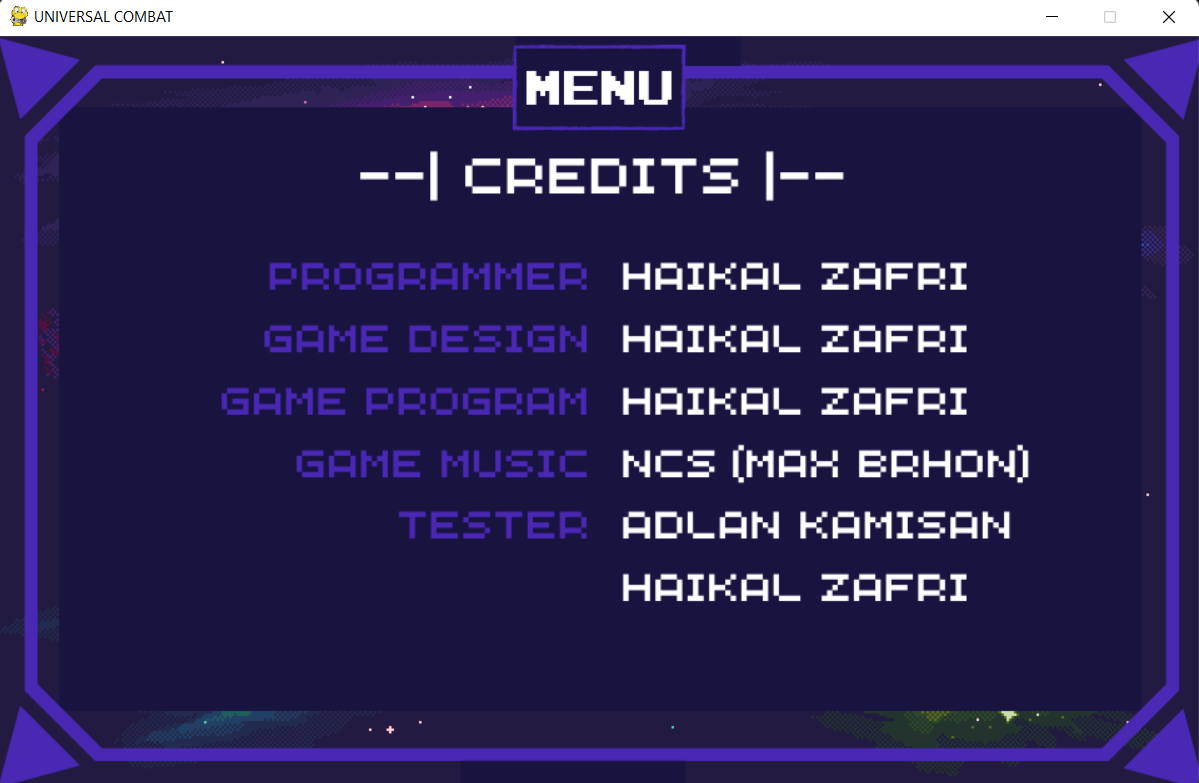 UNIVERSAL COMBAT
MENU
--| CREDITS |--
PROGRAMMER HAIKAL ZAFRI
GAME DESIGN HAIKAL ZAFRI
GAME PROGRAM HAIKAL ZAFRI
GAME MUSIC NCS (MAX BRHON)
TESTER ADLAN KAMISAN
HAIKAL ZAFRI